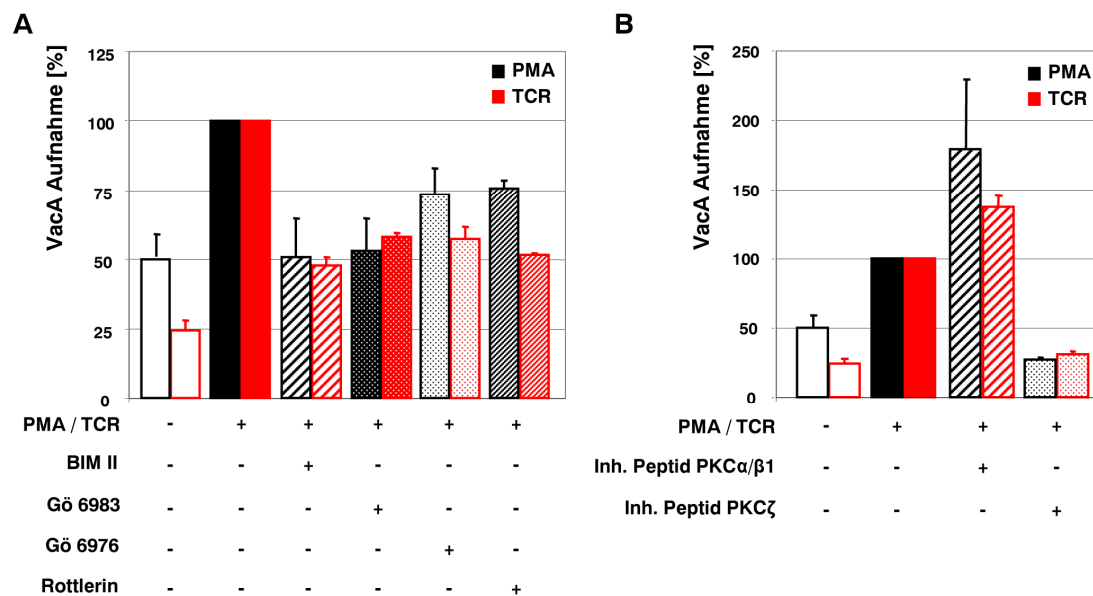 A
VacA Aufnahme [%]
125
100
75
50
25
0
PMA
TCR
PMA / TCR - + + + + +
BIM II - - + - - -
Gö 6983 - - - + - -
Gö 6976 - - - - + -
Rottlerin - - - - - +
B
VacA Aufnahme [%]
250
200
150
100
50
0
PMA
TCR
PMA / TCR - + + +
Inh. Peptid PKCα/β1 - - + -
Inh. Peptid PKCζ - - - +